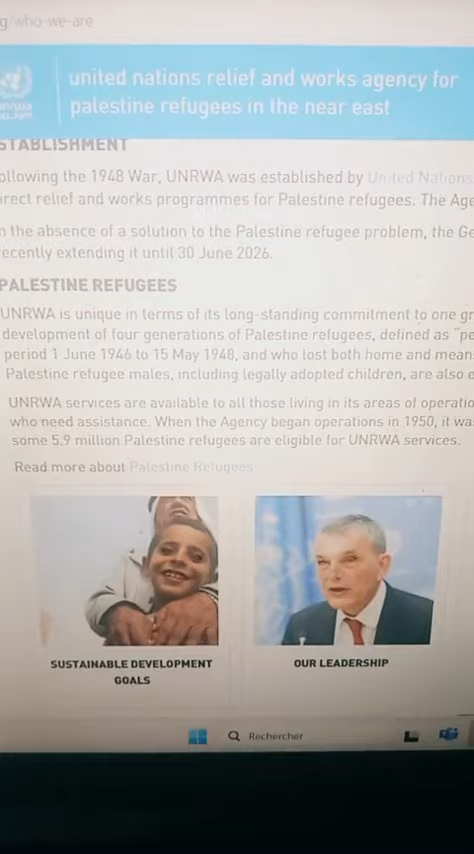 g/who-we-are
united nations relief and works agency for
palestine refugees in the near east
STABLISHMENT
ollowing the 1948 War, UNRWA was established by United Nations
irect relief and works programmes for Palestine refugees. The Age
n the absence of a solution to the Palestine refugee problem, the Ge
ecently extending it until 30 June 2026.
PALESTINE REFUGEES
UNRWA is unique in terms of its long-standing commitment to one gr
development of four generations of Palestine refugees, defined as "pe
period 1 June 1946 to 15 May 1948, and who lost both home and mean
Palestine refugee males, including legally adopted children, are also e
UNRWA services are available to all those living in its areas of operatio
who need assistance. When the Agency began operations in 1950, it wa
some 5.9 million Palestine refugees are eligible for UNRWA services.
Read more about Palestine Refugees
SUSTAINABLE DEVELOPMENT
GOALS
OUR LEADERSHIP
Rechercher